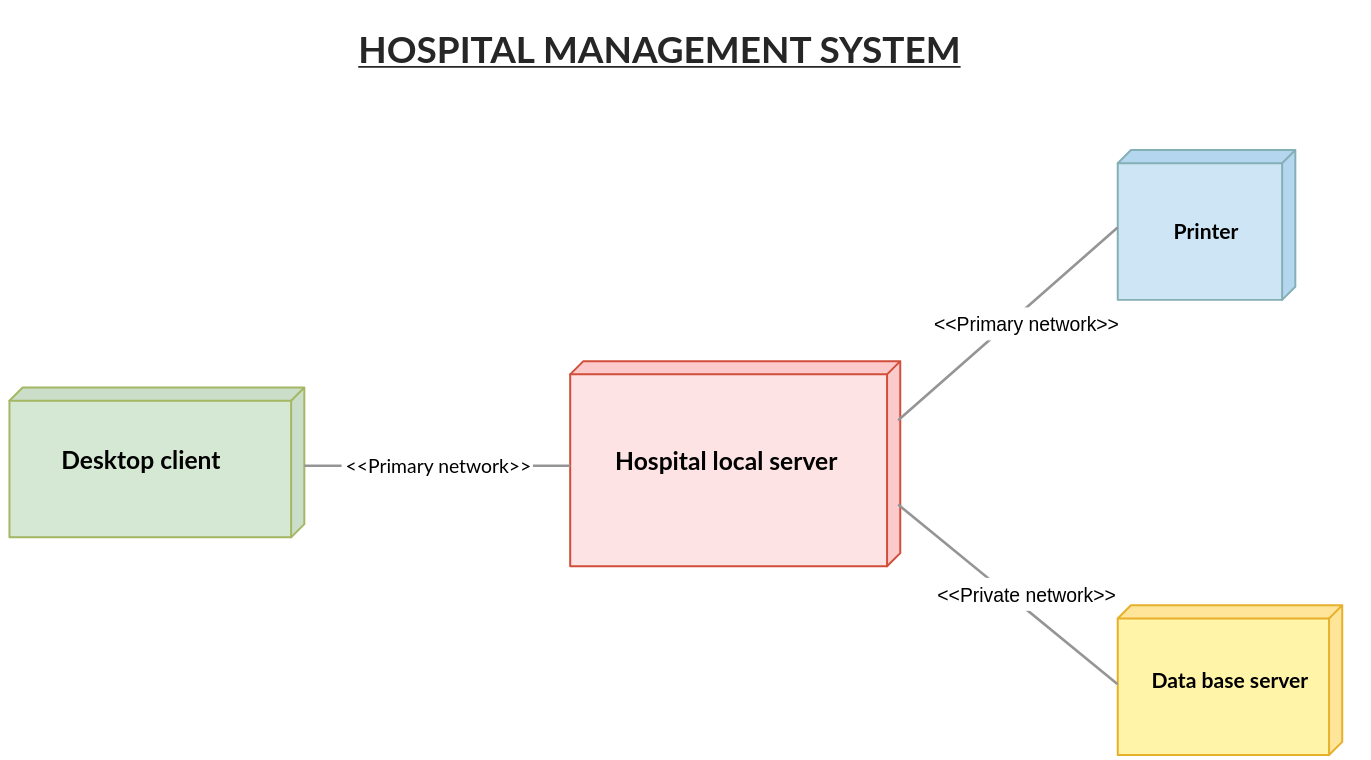 HOSPITAL MANAGEMENT SYSTEM
Printer
<<Primary network>>
Desktop client
<<Primary network>>
Hospital local server
<<Private network>>
Data base server